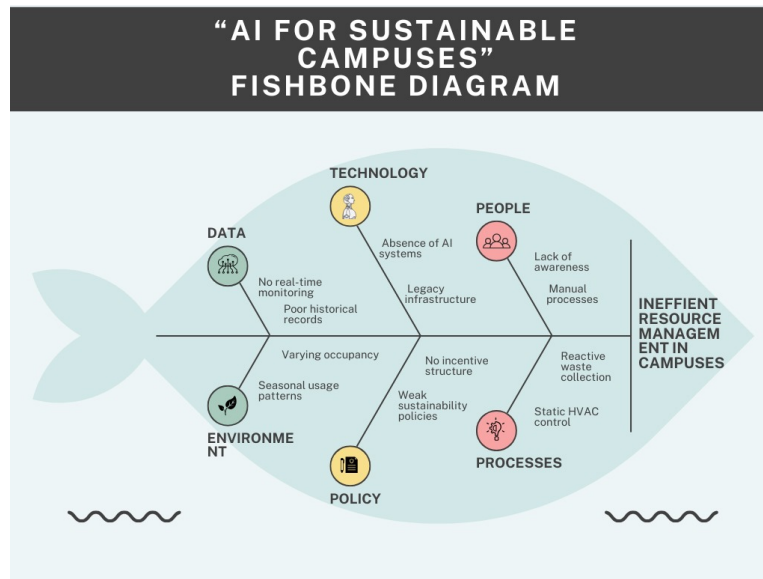 “AI FOR SUSTAINABLE
CAMPUSES”
FISHBONE DIAGRAM
TECHNOLOGY
PEOPLE
DATA
Absence of AI
systems
Lack of
awareness
No real-time
monitoring
Legacy
infrastructure
Manual
processes
Poor historical
records
INEFFIENT
RESOURCE
MANAGEM
ENT IN
CAMPUSES
Varying occupancy
No incentive
structure
Reactive
waste
collection
Seasonal usage
patterns
Weak
sustainability
policies
Static HVAC
control
ENVIRONME
NT
POLICY
PROCESSES